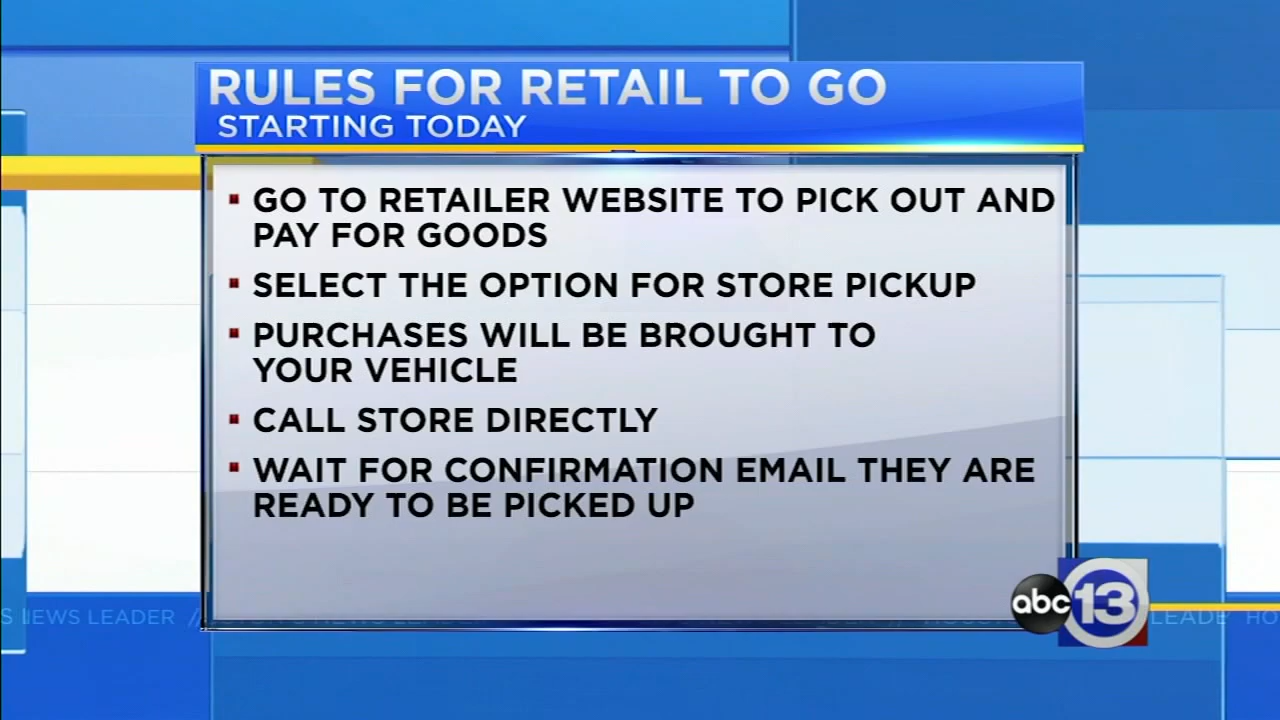 RULES FOR RETAIL TO GO
STARTING TODAY
GO TO RETAILER WEBSITE TO PICK OUT AND
PAY FOR GOODS
SELECT THE OPTION FOR STORE PICKUP
PURCHASES WILL BE BROUGHT TO
YOUR VEHICLE
CALL STORE DIRECTLY
WAIT FOR CONFIRMATION EMAIL THEY ARE
READY TO BE PICKED UP
abc 13
LEADER //